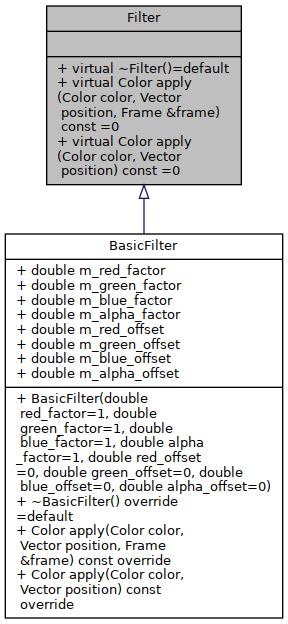 Filter
+ virtual ~Filter()=default
+ virtual Color apply
(Color color, Vector
position, Frame &frame)
const =0
+ virtual Color apply
(Color color, Vector
position) const =0
BasicFilter
+ double m_red_factor
+ double m_green_factor
+ double m_blue_factor
+ double m_alpha_factor
+ double m_red_offset
+ double m_green_offset
+ double m_blue_offset
+ double m_alpha_offset
+ BasicFilter(double
red_factor=1, double
green_factor=1, double
blue_factor=1, double alpha
_factor=1, double red_offset
=0, double green_offset=0, double
blue_offset=0, double alpha_offset=0)
+ ~BasicFilter() override
=default
+ Color apply(Color color,
Vector position, Frame
&frame) const override
+ Color apply(Color color,
Vector position) const
override